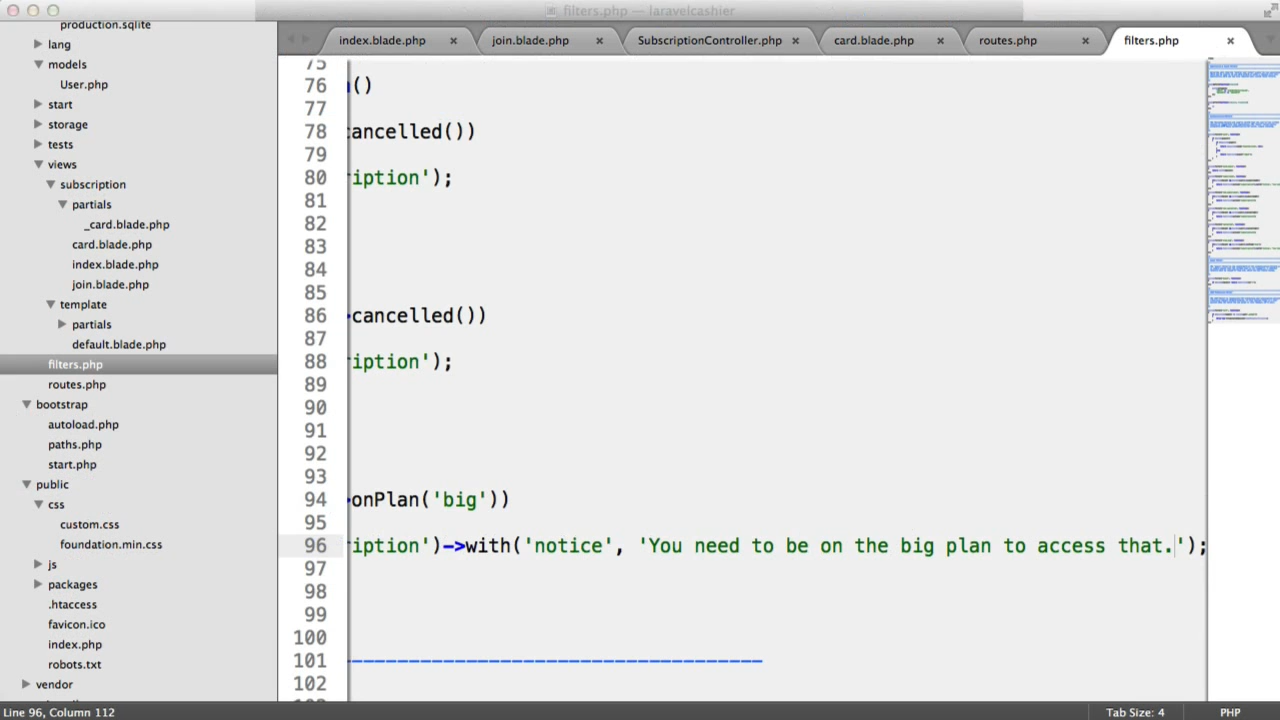 filters.php — laravelcashier
production.sqlite
lang
models
User.php
start
storage
tests
views
subscription
partials
_card.blade.php
card.blade.php
index.blade.php
join.blade.php
template
partials
default.blade.php
filters.php
routes.php
bootstrap
autoload.php
paths.php
start.php
public
css
custom.css
foundation.min.css
js
packages
.htaccess
favicon.ico
index.php
robots.txt
vendor
index.blade.php
join.blade.php
SubscriptionController.php
card.blade.php
routes.php
filters.php
75
76 ()
77
78 cancelled())
79
80 ription');
81
82
83
84
85
86 cancelled())
87
88 ription');
89
90
91
92
93
94 onPlan('big'))
95
96 ription')->with('notice', 'You need to be on the big plan to access that.');
97
98
99
100
101 ------------------------------------
102
Line 96, Column 112
Tab Size: 4
PHP